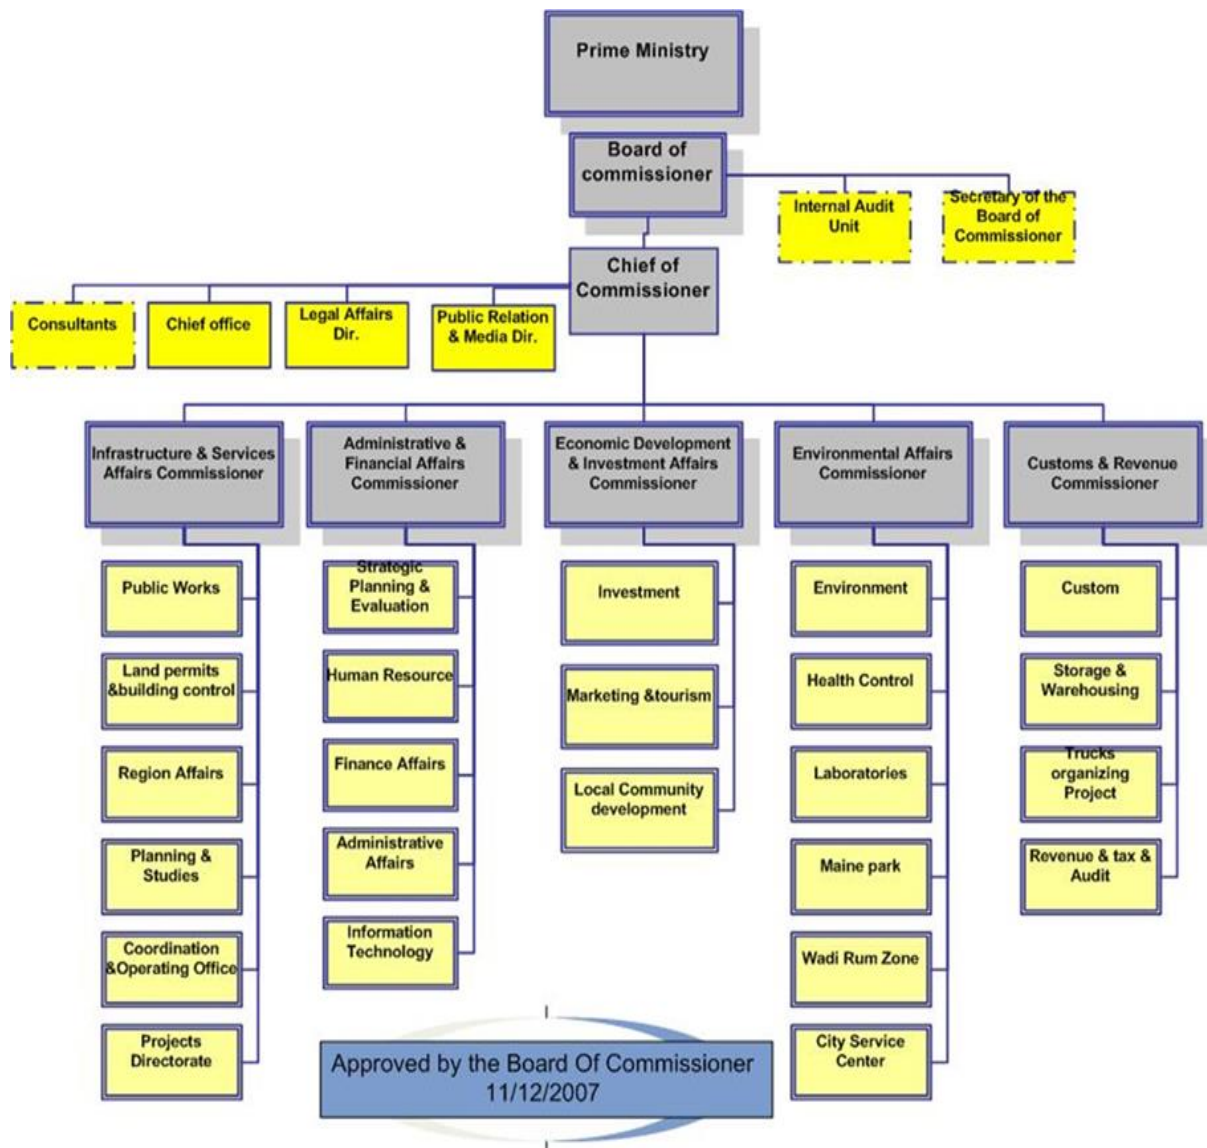 Prime Ministry
Board of
commissioner
Internal Audit
Unit
Secretary of the
Board of
Commissioner
Chief of
Commissioner
Consultants
Chief office
Legal Affairs
Dir.
Public Relation
& Media Dir.
Infrastructure & Services
Affairs Commissioner
Administrative &
Financial Affairs
Commissioner
Economic Development
& Investment Affairs
Commissioner
Environmental Affairs
Commissioner
Customs & Revenue
Commissioner
Public Works
Land permits
&building control
Region Affairs
Planning &
Studies
Coordination
&Operating Office
Projects
Directorate
Strategic
Planning &
Evaluation
Human Resource
Finance Affairs
Administrative
Affairs
Information
Technology
Investment
Marketing &tourism
Local Community
development
Environment
Health Control
Laboratories
Maine park
Wadi Rum Zone
City Service
Center
Custom
Storage &
Warehousing
Trucks
organizing
Project
Revenue & tax &
Audit
Approved by the Board Of Commissioner
11/12/2007